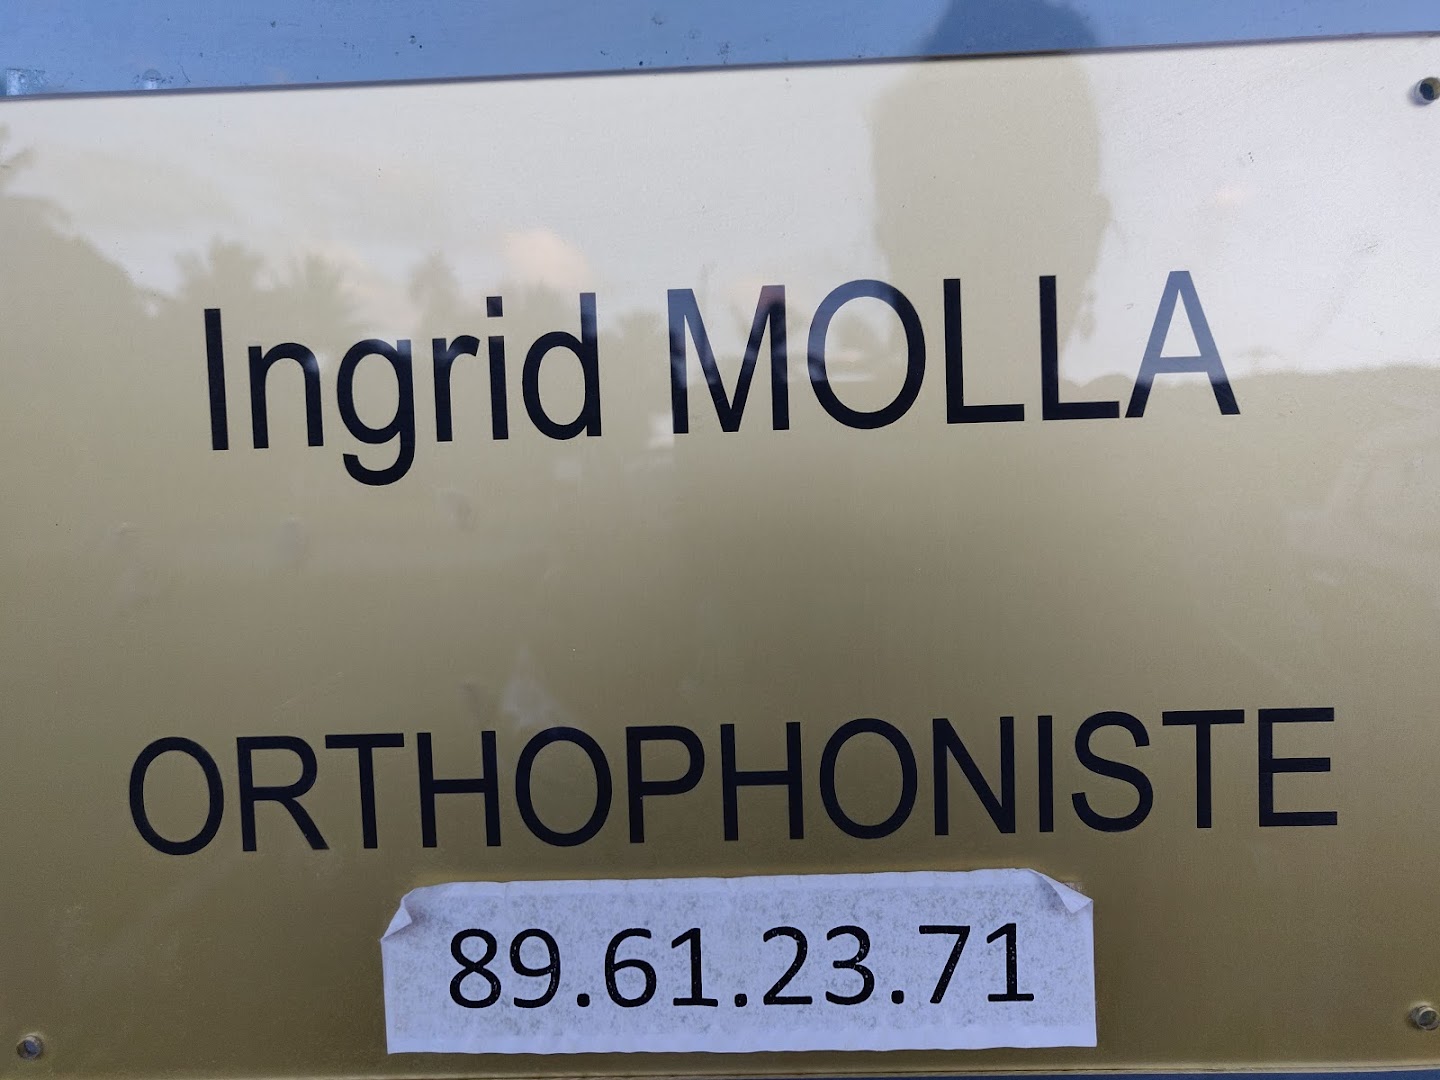 Ingrid MOLLA
ORTHOPHONISTE
89.61.23.71